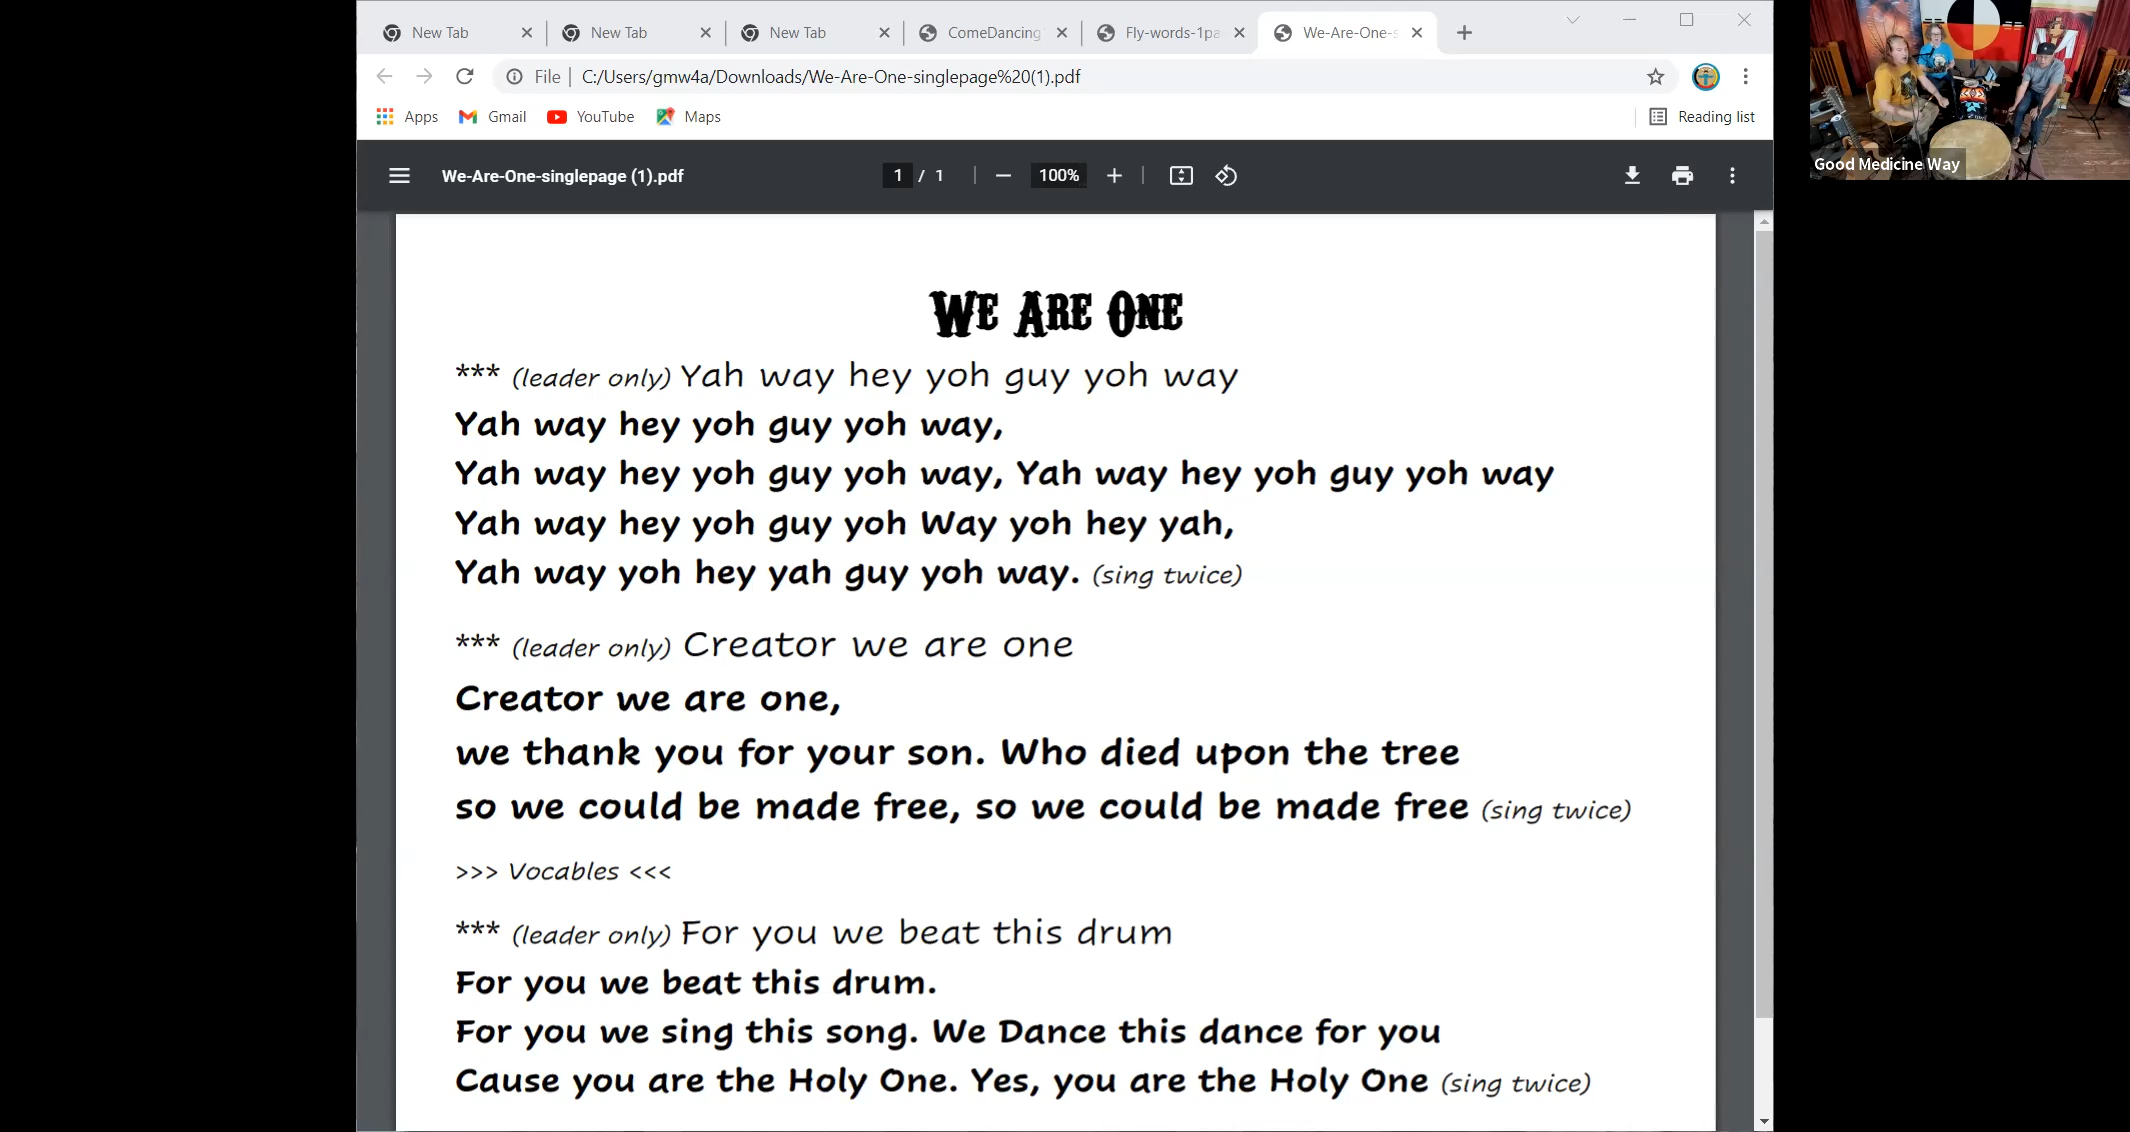 New Tab
New Tab
New Tab
ComeDancing
Fly-words-1pa
We-Are-One-s
File | C:/Users/gmw4a/Downloads/We-Are-One-singlepage%20(1).pdf
Apps
Gmail
YouTube
Maps
Reading list
We-Are-One-singlepage (1).pdf
1 / 1
100%
Good Medicine Way
We Are One
*** (leader only) Yah way hey yoh guy yoh way
Yah way hey yoh guy yoh way,
Yah way hey yoh guy yoh way, Yah way hey yoh guy yoh way
Yah way hey yoh guy yoh Way yoh hey yah,
Yah way yoh hey yah guy yoh way. (sing twice)
*** (leader only) Creator we are one
Creator we are one,
we thank you for your son. Who died upon the tree
so we could be made free, so we could be made free (sing twice)
>>> Vocables <<<
*** (leader only) For you we beat this drum
For you we beat this drum.
For you we sing this song. We Dance this dance for you
Cause you are the Holy One. Yes, you are the Holy One (sing twice)